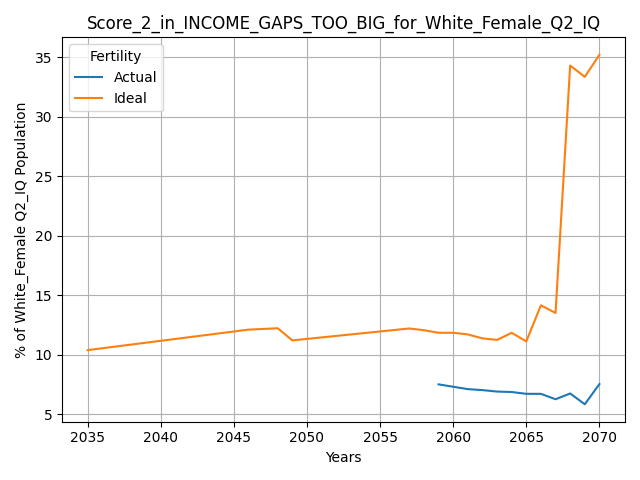 Score_2_in_INCOME_GAPS_TOO_BIG_for_White_Female_Q2_IQ
Fertility
Actual
Ideal
% of White_Female Q2_IQ Population
35
30
25
20
15
10
5
2035 2040 2045 2050 2055 2060 2065 2070
Years